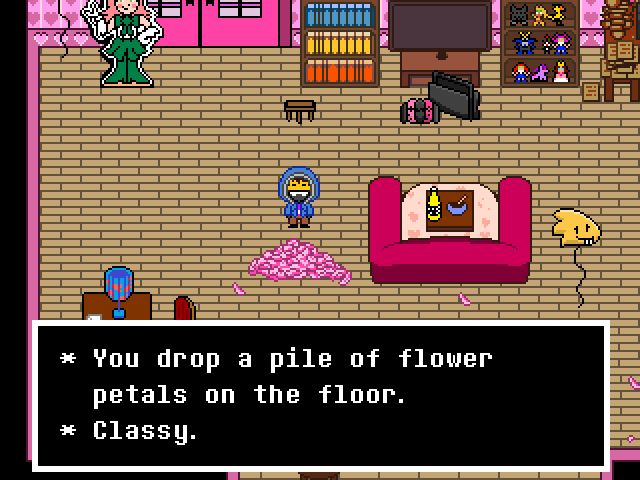 * You drop a pile of flower
petals on the floor.
* Classy.